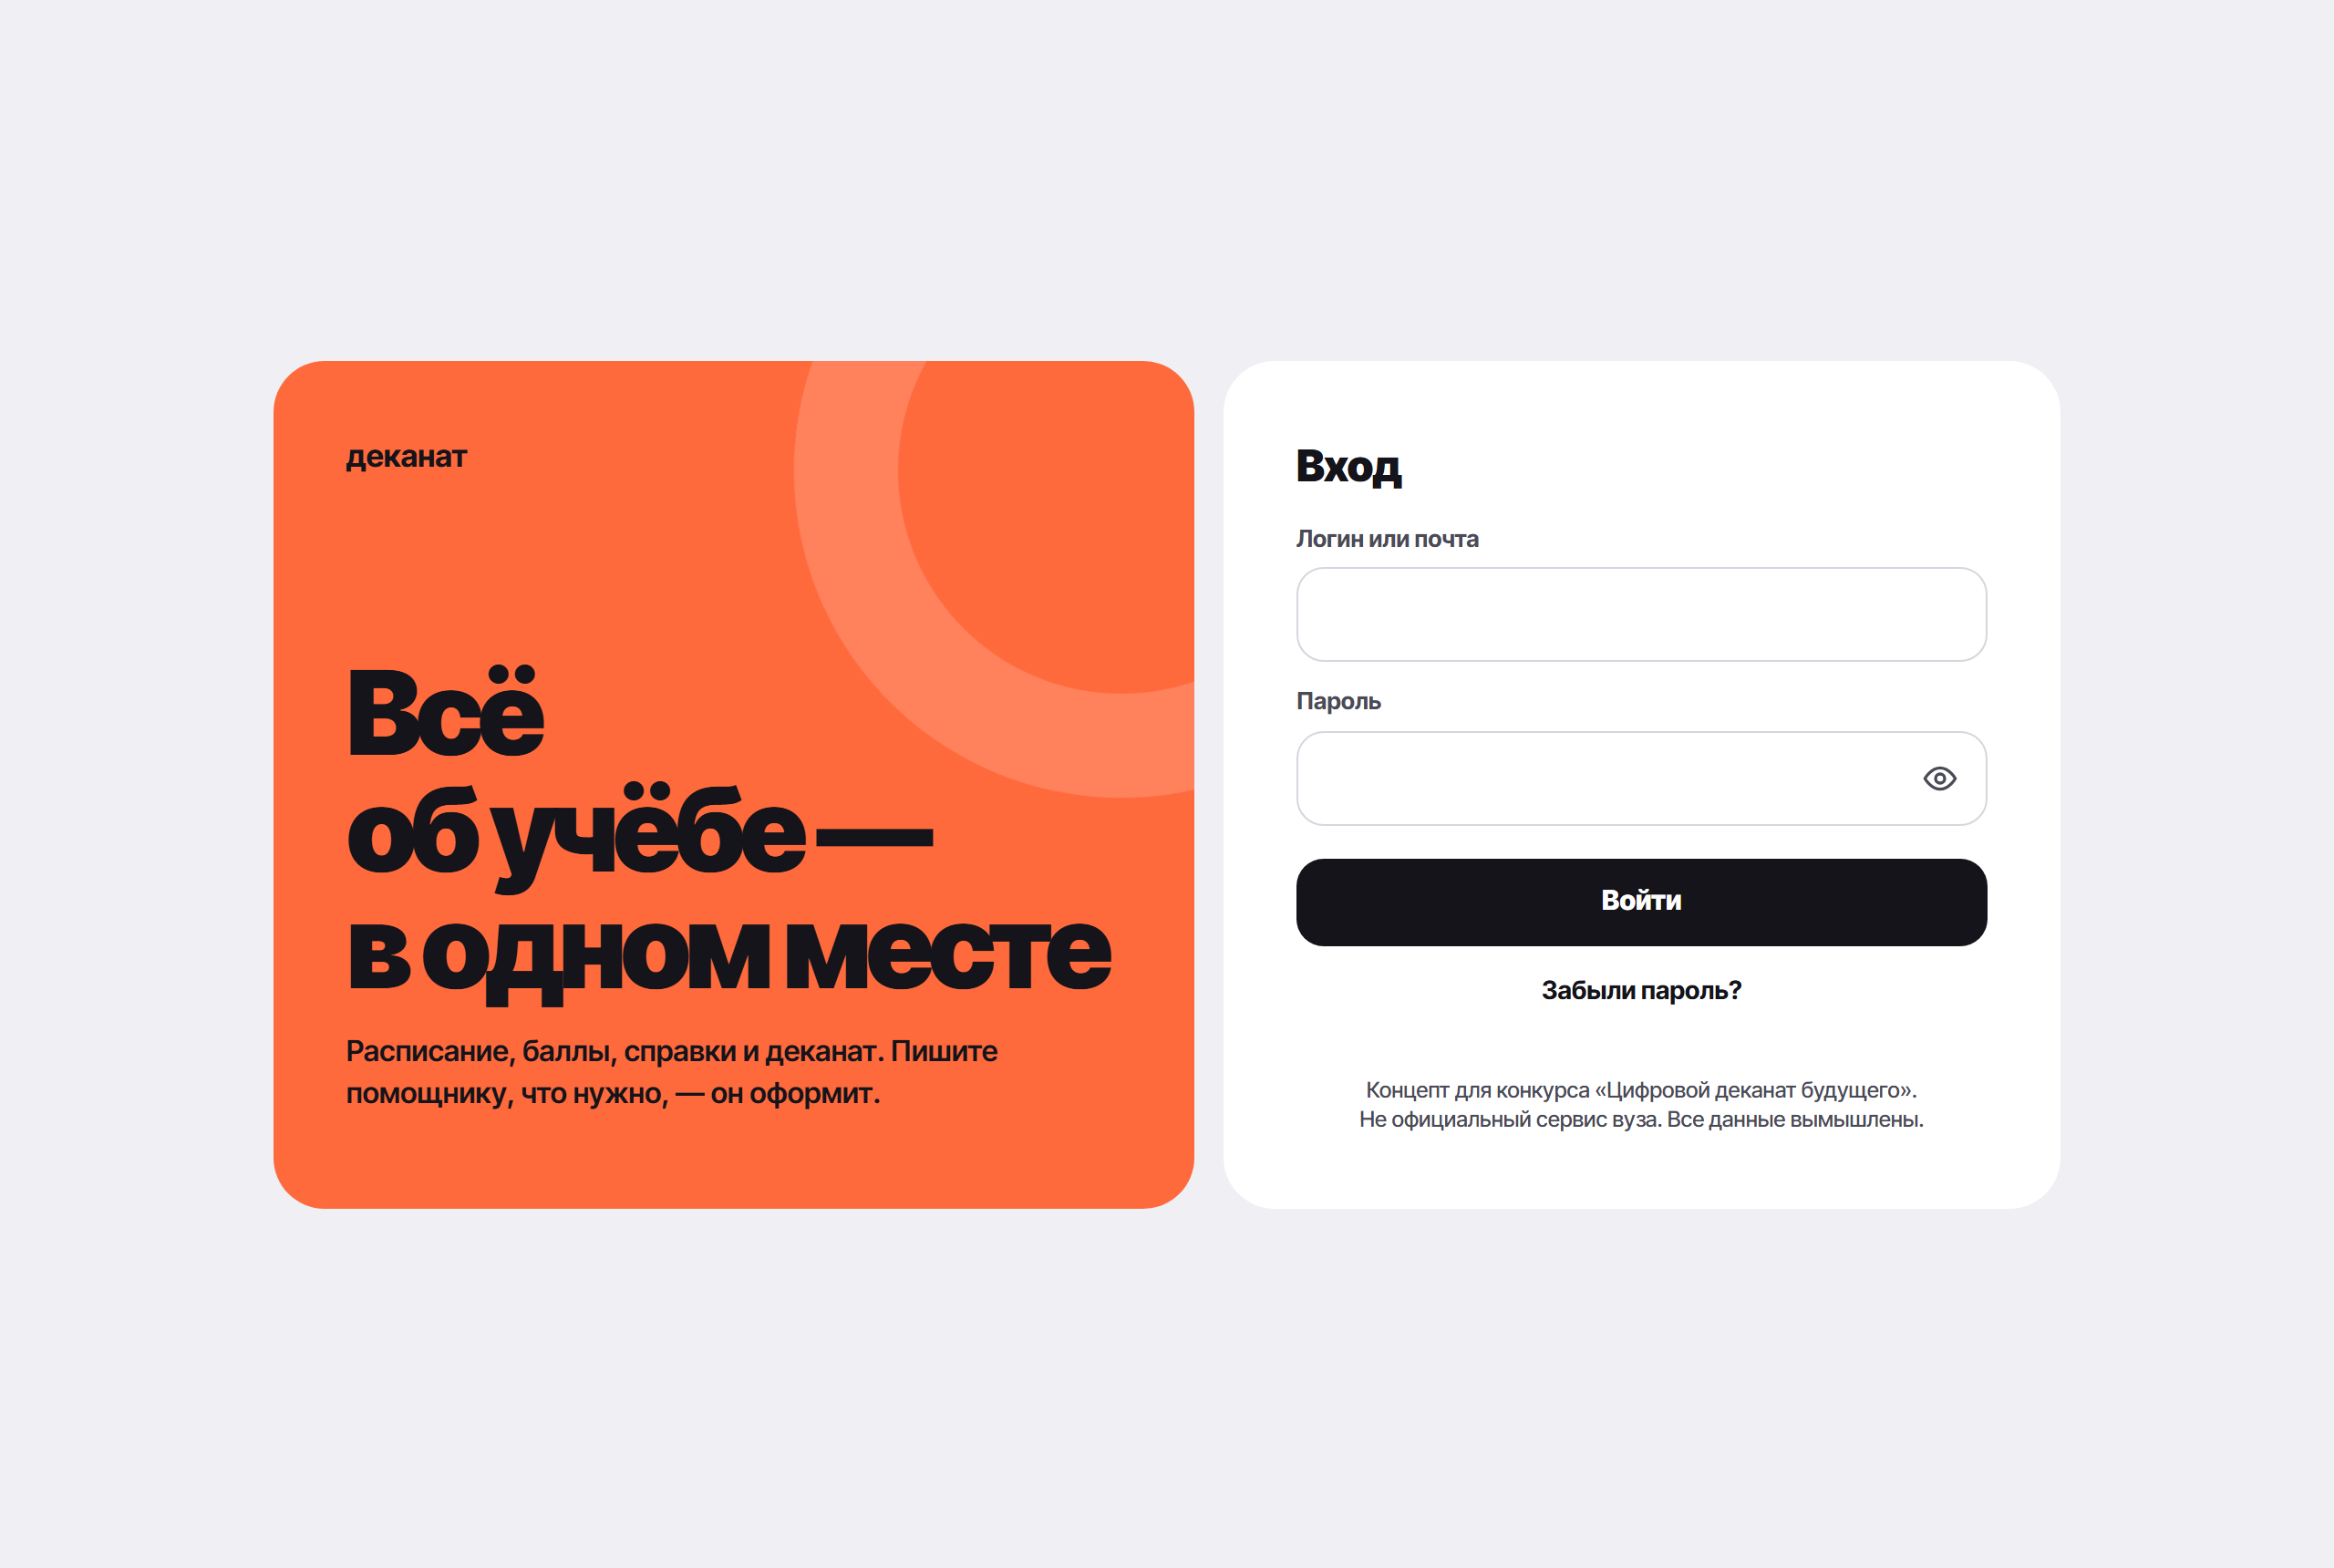 деканат
Всё
об учёбе —
в одном месте
Расписание, баллы, справки и деканат. Пишите
помощнику, что нужно, — он оформит.
Вход
Логин или почта
Пароль
Войти
Забыли пароль?
Концепт для конкурса «Цифровой деканат будущего».
Не официальный сервис вуза. Все данные вымышлены.